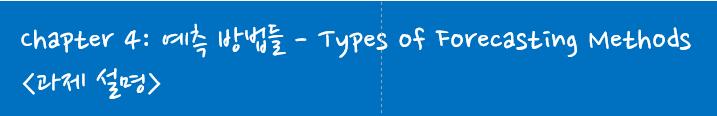 Chapter 4: 예측 방법들 - Types of Forecasting Methods
<과제 설명>